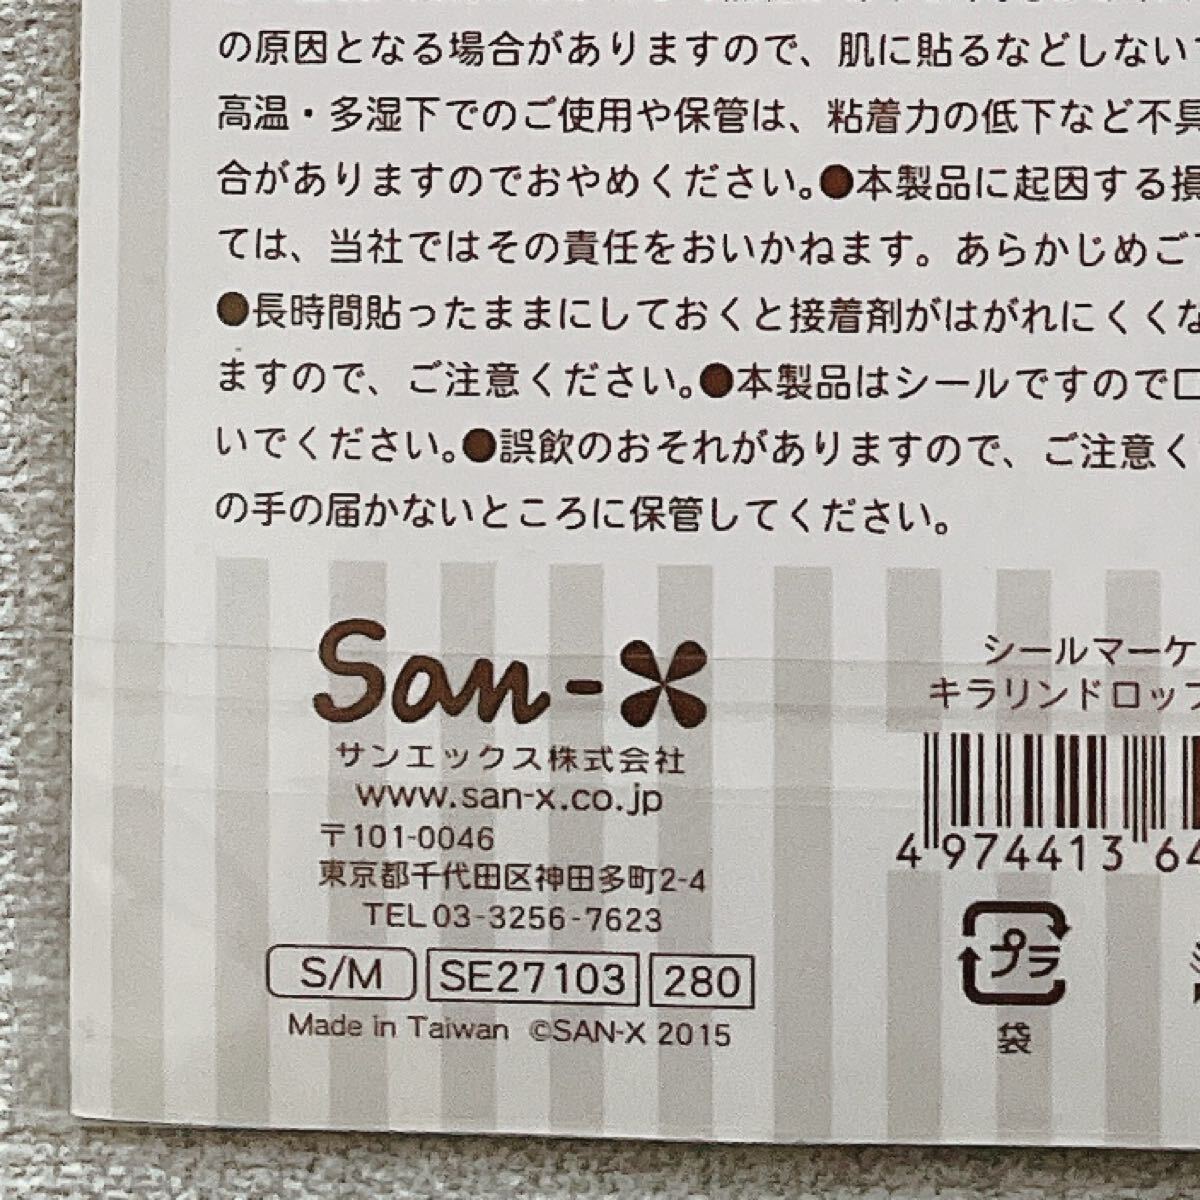 の原因となる場合がありますので、肌に貼るなどしない
高温・多湿下でのご使用や保管は、粘着力の低下など不具
合がありますのでおやめください。●本製品に起因する損
ては、当社ではその責任をおいかねます。あらかじめご
●長時間貼ったままにしておくと接着剤がはがれにくくな
ますので、ご注意ください。●本製品はシールですので口
いでください。●誤飲のおそれがありますので、ご注意く
の手の届かないところに保管してください。
San-X
サンエックス株式会社
www.san-x.co.jp
〒101-0046
東京都千代田区神田多町2-4
TEL 03-3256-7623
S/M SE27103 280
Made in Taiwan ©SAN-X 2015
シールマーケ
キラリンドロップ
4 974413 64
プラ
袋